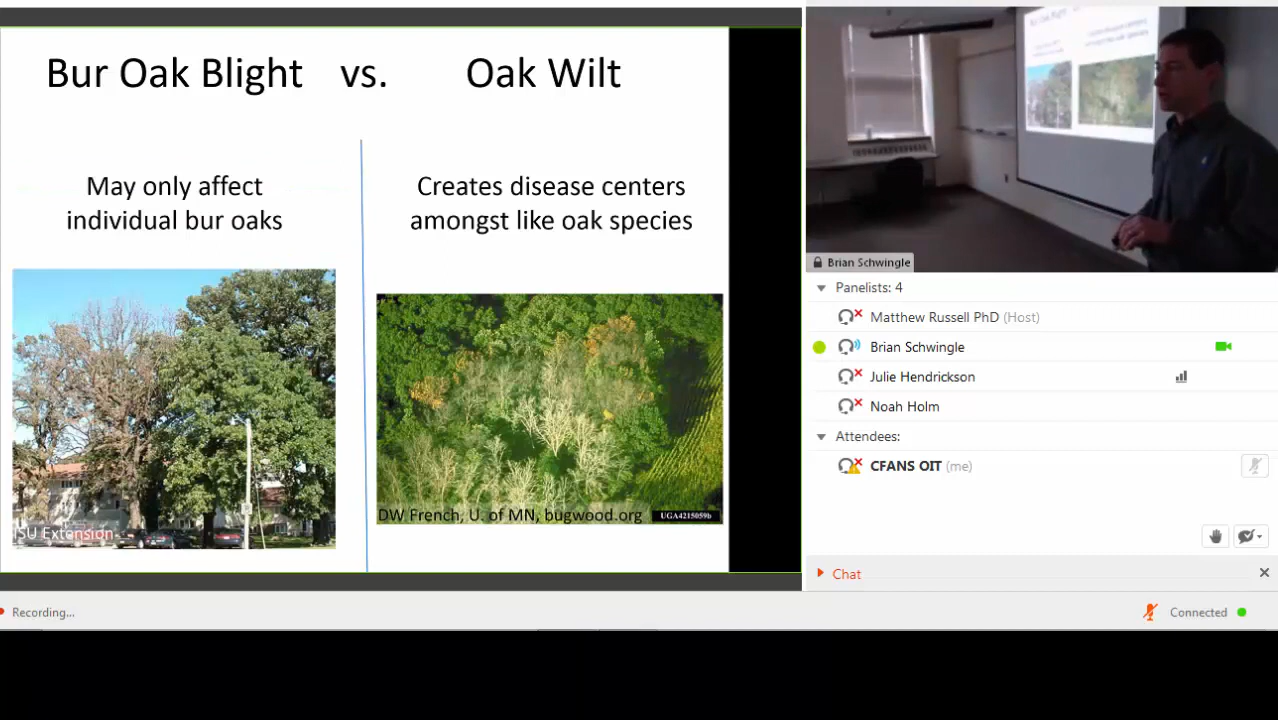 Bur Oak Blight vs. Oak Wilt
May only affect
individual bur oaks
Creates disease centers
amongst like oak species
ISU Extension
DW French, U. of MN, bugwood.org
UGA4215059b
Brian Schwingle
Panelists: 4
Matthew Russell PhD (Host)
Brian Schwingle
Julie Hendrickson
Noah Holm
Attendees:
CFANS OIT (me)
Chat
Recording...
Connected